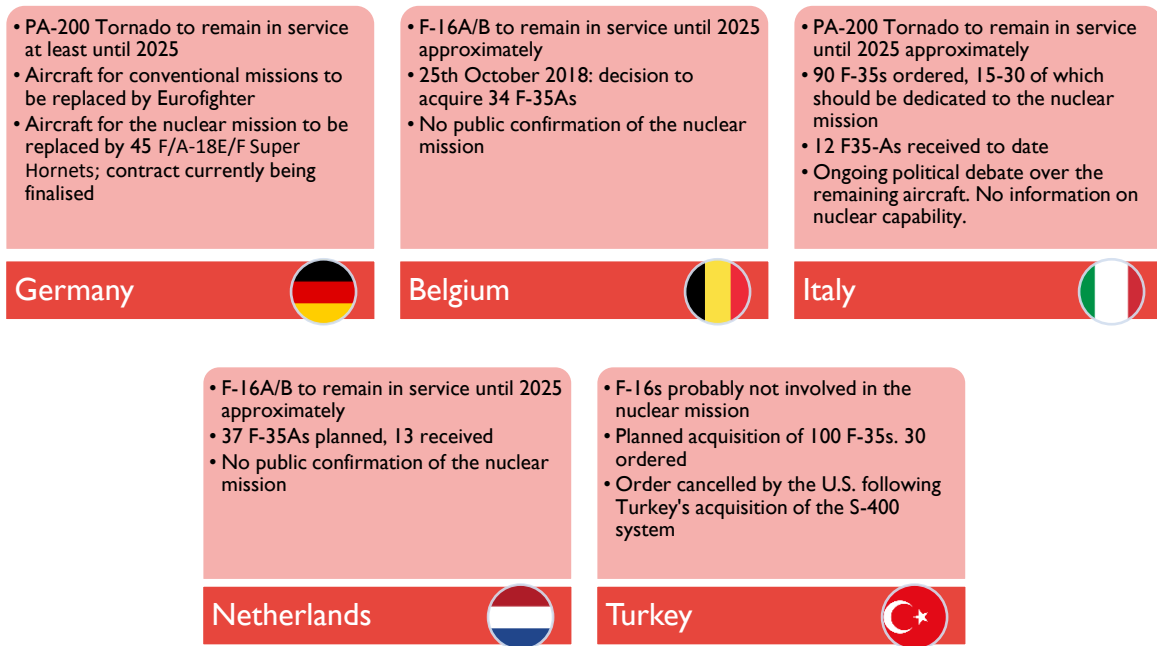 • PA-200 Tornado to remain in service
at least until 2025
• Aircraft for conventional missions to
be replaced by Eurofighter
• Aircraft for the nuclear mission to be
replaced by 45 F/A-18E/F Super
Hornets; contract currently being
finalised
Germany
• F-16A/B to remain in service until 2025
approximately
• 25th October 2018: decision to
acquire 34 F-35As
• No public confirmation of the nuclear
mission
Belgium
• PA-200 Tornado to remain in service
until 2025 approximately
• 90 F-35s ordered, 15-30 of which
should be dedicated to the nuclear
mission
• 12 F35-As received to date
• Ongoing political debate over the
remaining aircraft. No information on
nuclear capability.
Italy
• F-16A/B to remain in service until 2025
approximately
• 37 F-35As planned, 13 received
• No public confirmation of the nuclear
mission
Netherlands
• F-16s probably not involved in the
nuclear mission
• Planned acquisition of 100 F-35s. 30
ordered
• Order cancelled by the U.S. following
Turkey's acquisition of the S-400
system
Turkey